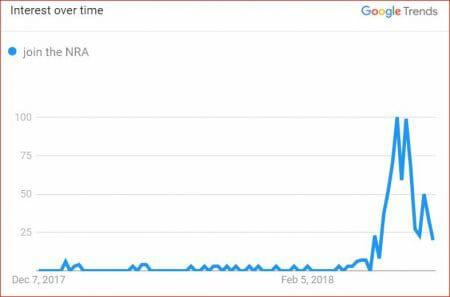 Interest over time
Google Trends
join the NRA
100
75
50
25
Dec 7, 2017
Feb 5, 2018